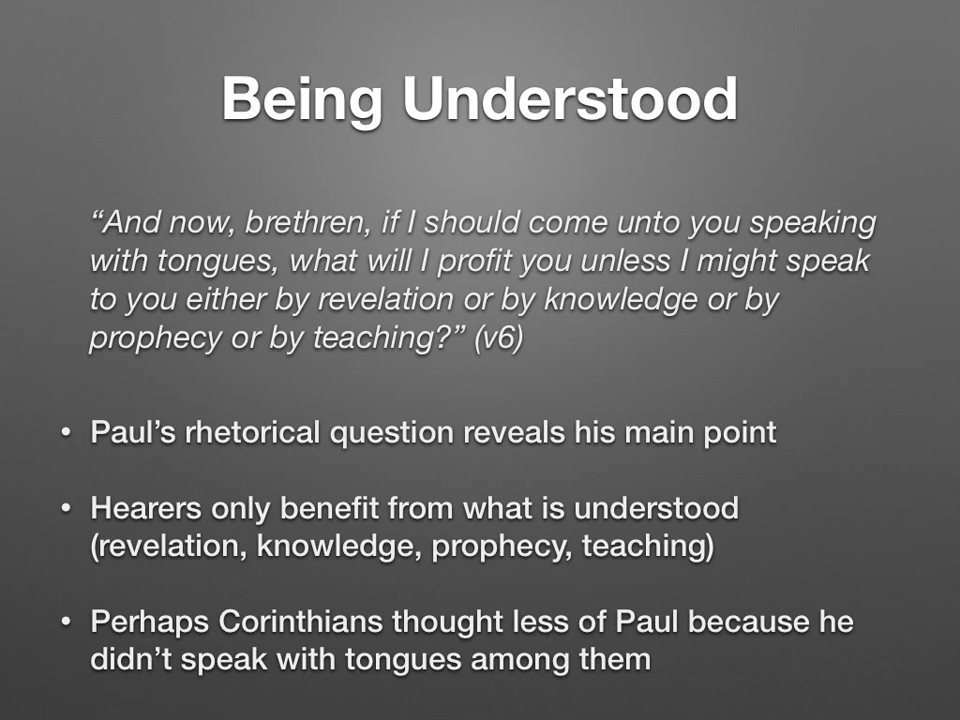 Being Understood
“And now, brethren, if I should come unto you speaking
with tongues, what will I profit you unless I might speak
to you either by revelation or by knowledge or by
prophecy or by teaching?” (v6)
• Paul’s rhetorical question reveals his main point
• Hearers only benefit from what is understood
(revelation, knowledge, prophecy, teaching)
• Perhaps Corinthians thought less of Paul because he
didn’t speak with tongues among them